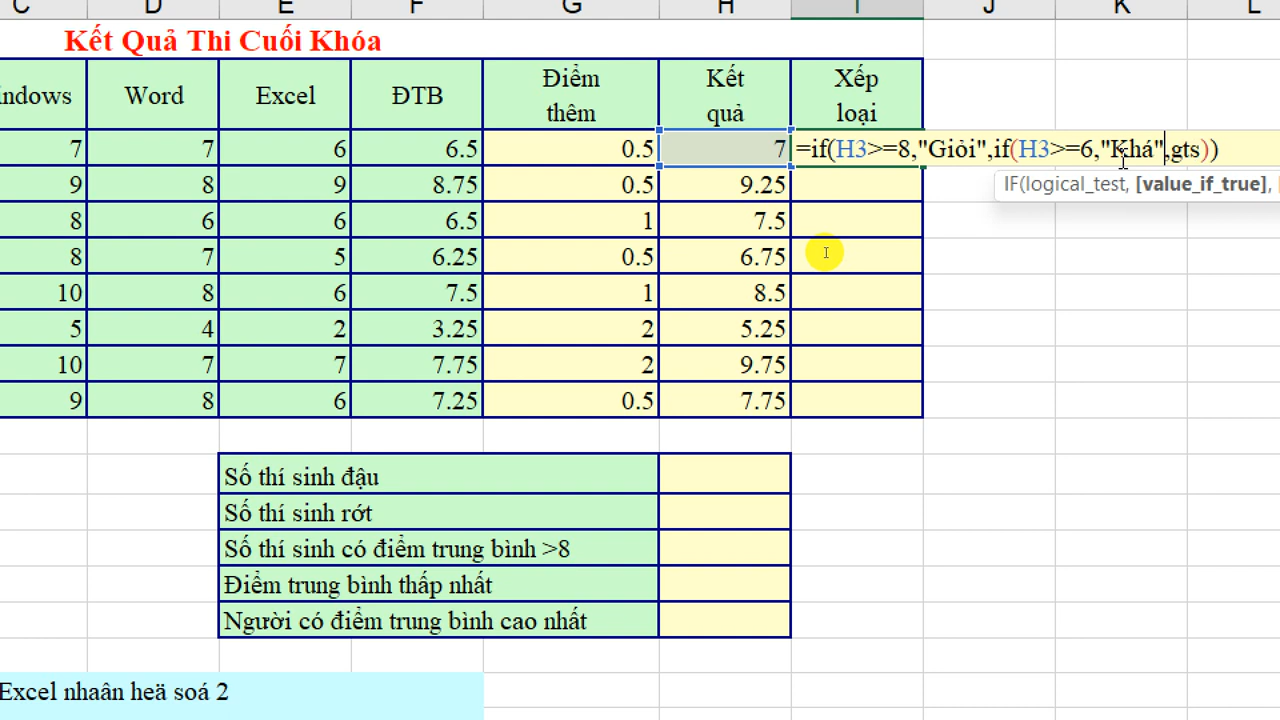 C D E F G H I J K L
Kết Quả Thi Cuối Khóa
indows Word Excel ĐTB Điểm thêm Kết quả Xếp loại
7 7 6 6.5 0.5 7 =if(H3>=8,"Giỏi",if(H3>=6,"Khá",gts))
9 8 9 8.75 0.5 9.25
IF(logical_test, [value_if_true], [
8 6 6 6.5 1 7.5
8 7 5 6.25 0.5 6.75
10 8 6 7.5 1 8.5
5 4 2 3.25 2 5.25
10 7 7 7.75 2 9.75
9 8 6 7.25 0.5 7.75
Số thí sinh đậu
Số thí sinh rớt
Số thí sinh có điểm trung bình >8
Điểm trung bình thấp nhất
Người có điểm trung bình cao nhất
Excel nhaân heä soá 2